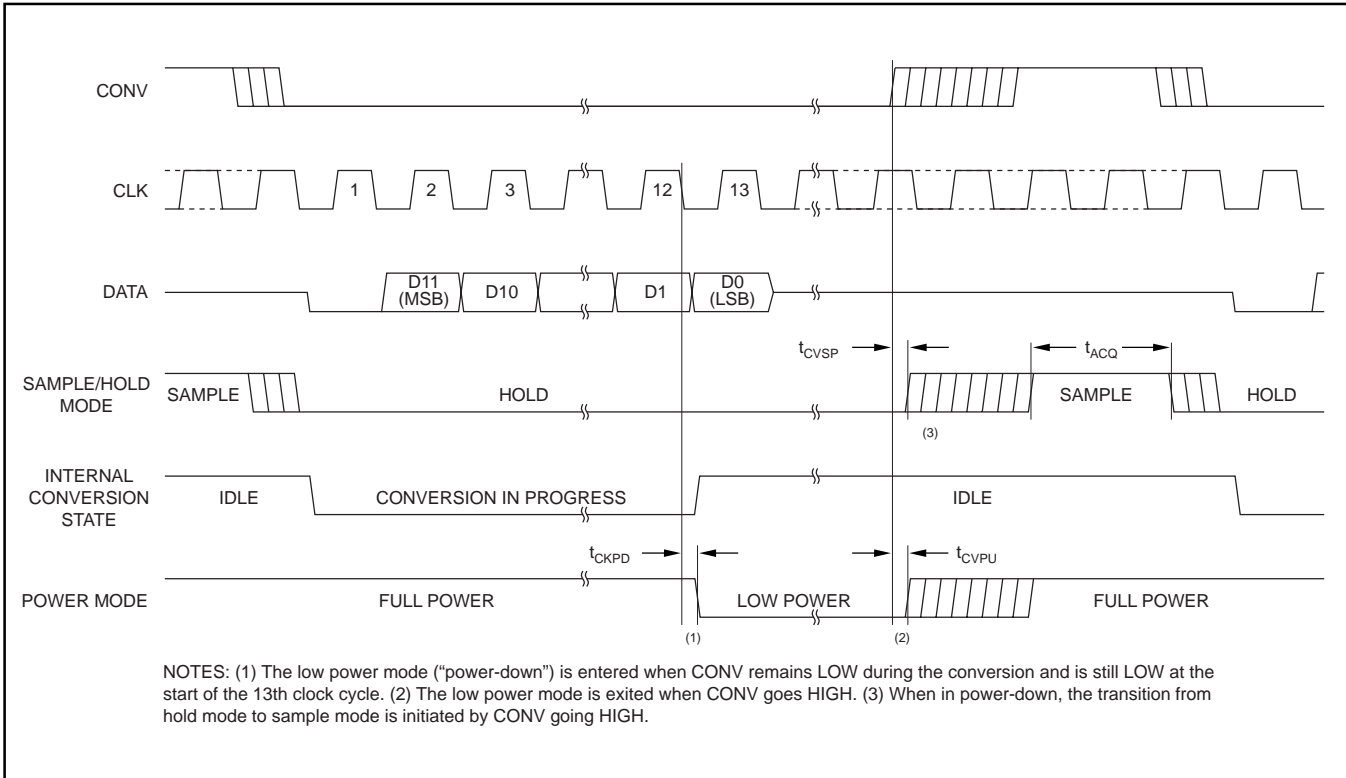 CONV
CLK
1 2 3 12 13
DATA
D11 (MSB) D10 D1 D0 (LSB)
tCVSP tACQ
SAMPLE/HOLD
MODE
SAMPLE HOLD SAMPLE HOLD
(3)
INTERNAL
CONVERSION
STATE
IDLE CONVERSION IN PROGRESS IDLE
tCKPD tCVPU
POWER MODE FULL POWER LOW POWER FULL POWER
(1) (2)
NOTES: (1) The low power mode (“power-down”) is entered when CONV remains LOW during the conversion and is still LOW at the
start of the 13th clock cycle. (2) The low power mode is exited when CONV goes HIGH. (3) When in power-down, the transition from
hold mode to sample mode is initiated by CONV going HIGH.